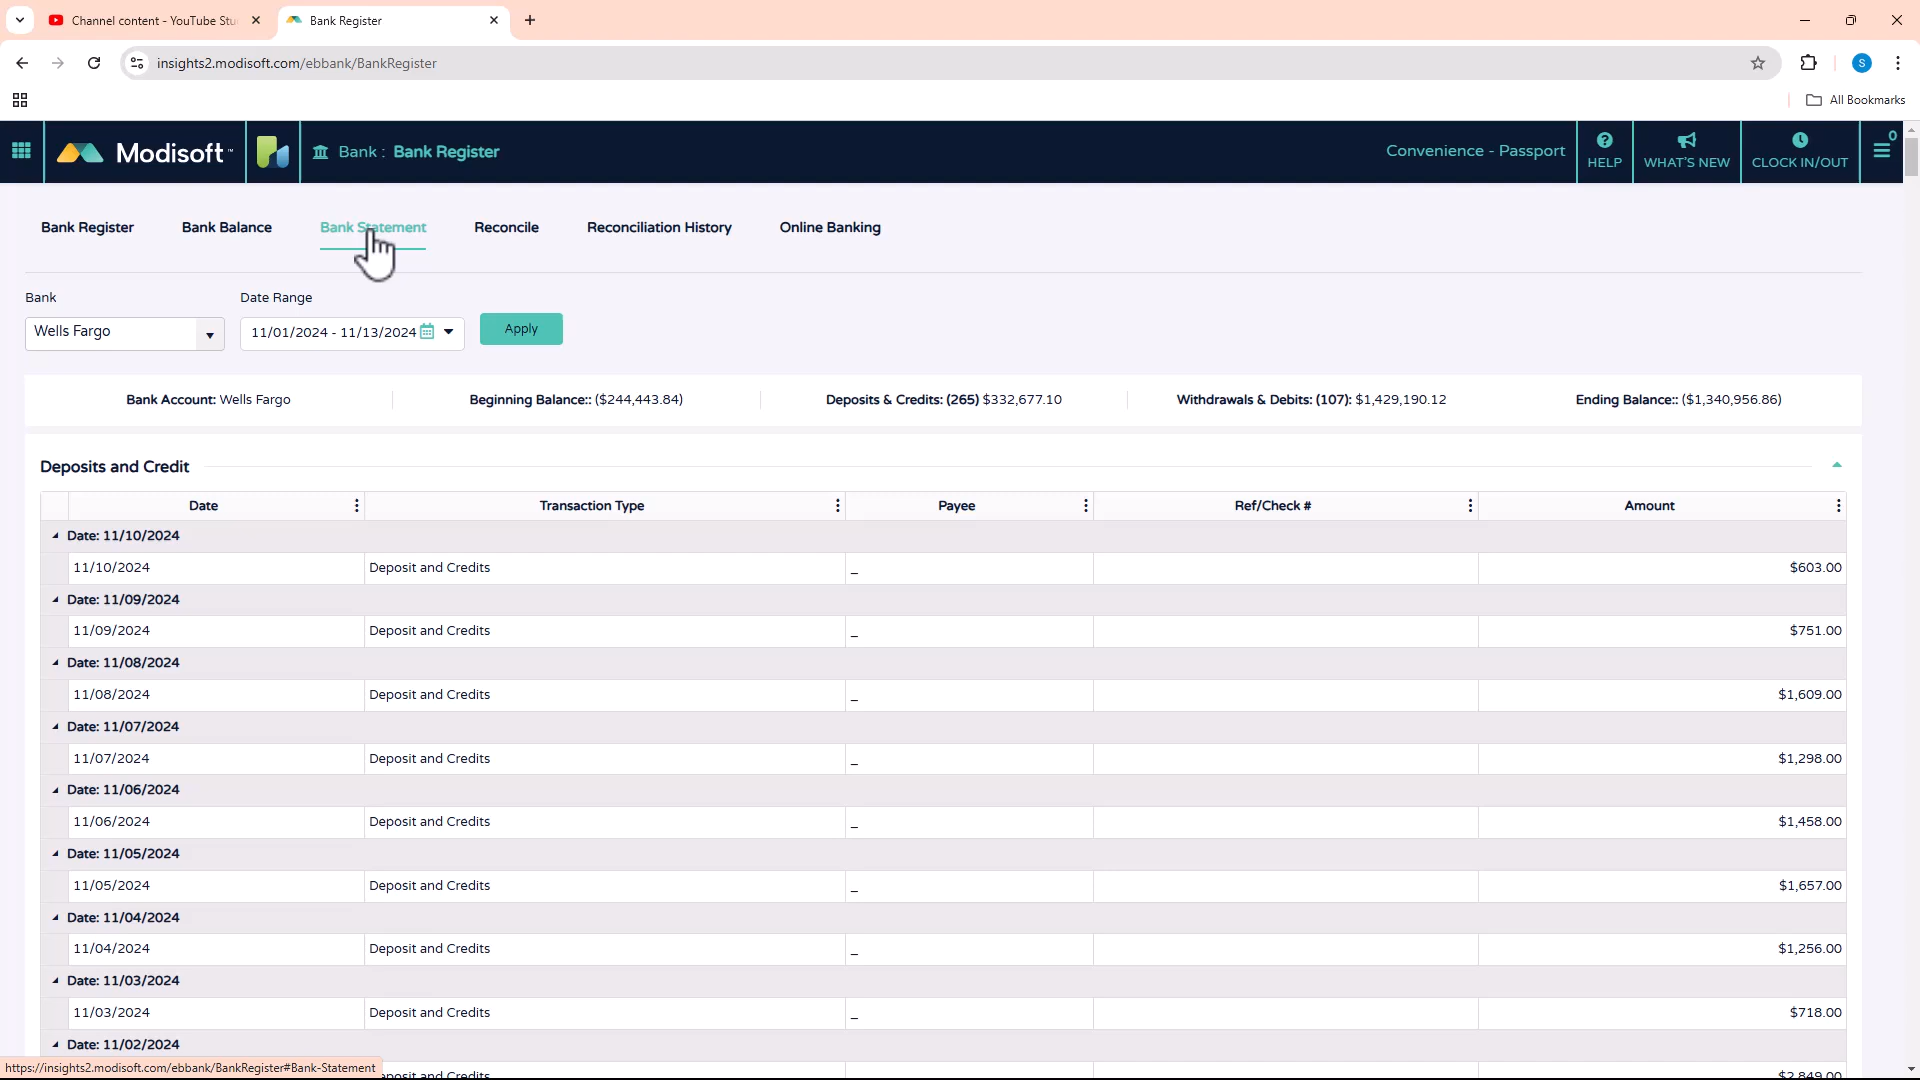 Channel content - YouTube Stu
Bank Register
insights2.modisoft.com/ebbank/BankRegister
S
All Bookmarks
Modisoft™
Bank : Bank Register
Convenience - Passport
HELP
WHAT'S NEW
CLOCK IN/OUT
0
Bank Register
Bank Balance
Bank Statement
Reconcile
Reconciliation History
Online Banking
Bank
Date Range
Wells Fargo
11/01/2024 - 11/13/2024
Apply
Bank Account: Wells Fargo
Beginning Balance:: ($244,443.84)
Deposits & Credits: (265) $332,677.10
Withdrawals & Debits: (107): $1,429,190.12
Ending Balance:: ($1,340,956.86)
Deposits and Credit
Date Transaction Type Payee Ref/Check # Amount
Date: 11/10/2024
11/10/2024 Deposit and Credits _ $603.00
Date: 11/09/2024
11/09/2024 Deposit and Credits _ $751.00
Date: 11/08/2024
11/08/2024 Deposit and Credits _ $1,609.00
Date: 11/07/2024
11/07/2024 Deposit and Credits _ $1,298.00
Date: 11/06/2024
11/06/2024 Deposit and Credits _ $1,458.00
Date: 11/05/2024
11/05/2024 Deposit and Credits _ $1,657.00
Date: 11/04/2024
11/04/2024 Deposit and Credits _ $1,256.00
Date: 11/03/2024
11/03/2024 Deposit and Credits _ $718.00
Date: 11/02/2024
posit and Credits $2,849.00
https://insights2.modisoft.com/ebbank/BankRegister#Bank-Statement